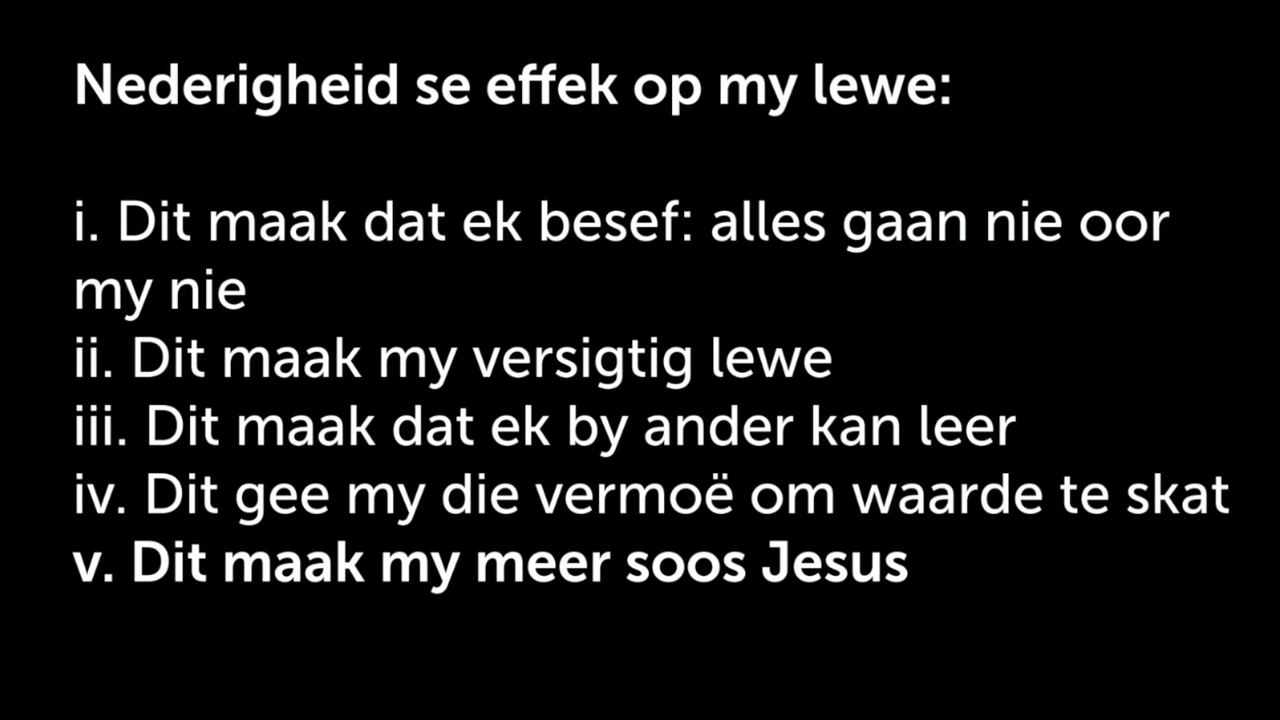 Nederigheid se effek op my lewe:
i. Dit maak dat ek besef: alles gaan nie oor
my nie
ii. Dit maak my versigtig lewe
iii. Dit maak dat ek by ander kan leer
iv. Dit gee my die vermoë om waarde te skat
v. Dit maak my meer soos Jesus